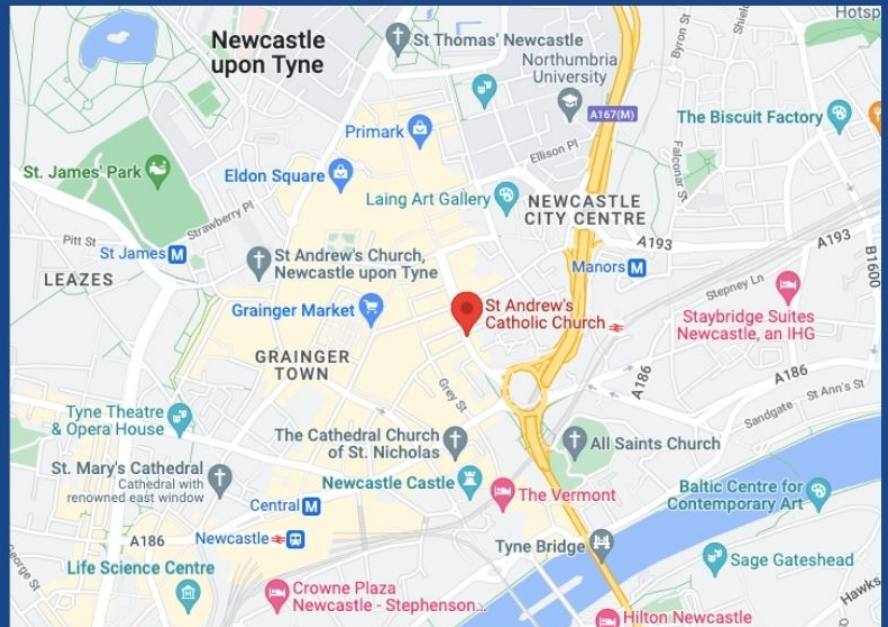 Hotsp
Newcastle
upon Tyne
St Thomas' Newcastle
Byron St
Shiel
Northumbria
University
A167(M)
The Biscuit Factory
Primark
Ellison Pl
Falconar St
St. James' Park
Eldon Square
Laing Art Gallery
NEWCASTLE
CITY CENTRE
Strawberry Pl
Pitt St
St James M
A193
A193
B1600
St Andrew's Church,
Newcastle upon Tyne
Manors M
LEAZES
Stepney Ln
Grainger Market
St Andrew's
Catholic Church
Staybridge Suites
Newcastle, an IHG
GRAINGER
TOWN
Grey St
A186
A186
St Ann's St
Sandgate
Tyne Theatre
& Opera House
The Cathedral Church
of St. Nicholas
All Saints Church
St. Mary's Cathedral
Cathedral with
renowned east window
Newcastle Castle
The Vermont
Baltic Centre for
Contemporary Art
Central M
A186
Newcastle
Tyne Bridge
Sage Gateshead
George St
Life Science Centre
Hawks
Crowne Plaza
Newcastle - Stephenson...
Hilton Newcastle